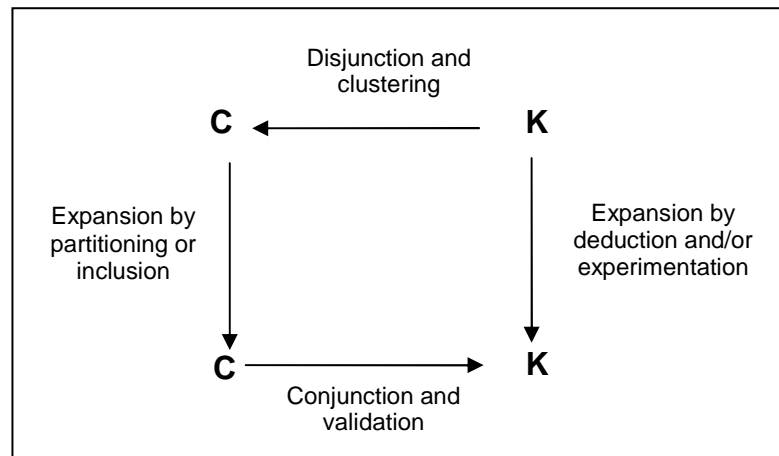 Disjunction and
clustering
C K
Expansion by
partitioning or
inclusion
Expansion by
deduction and/or
experimentation
C K
Conjunction and
validation